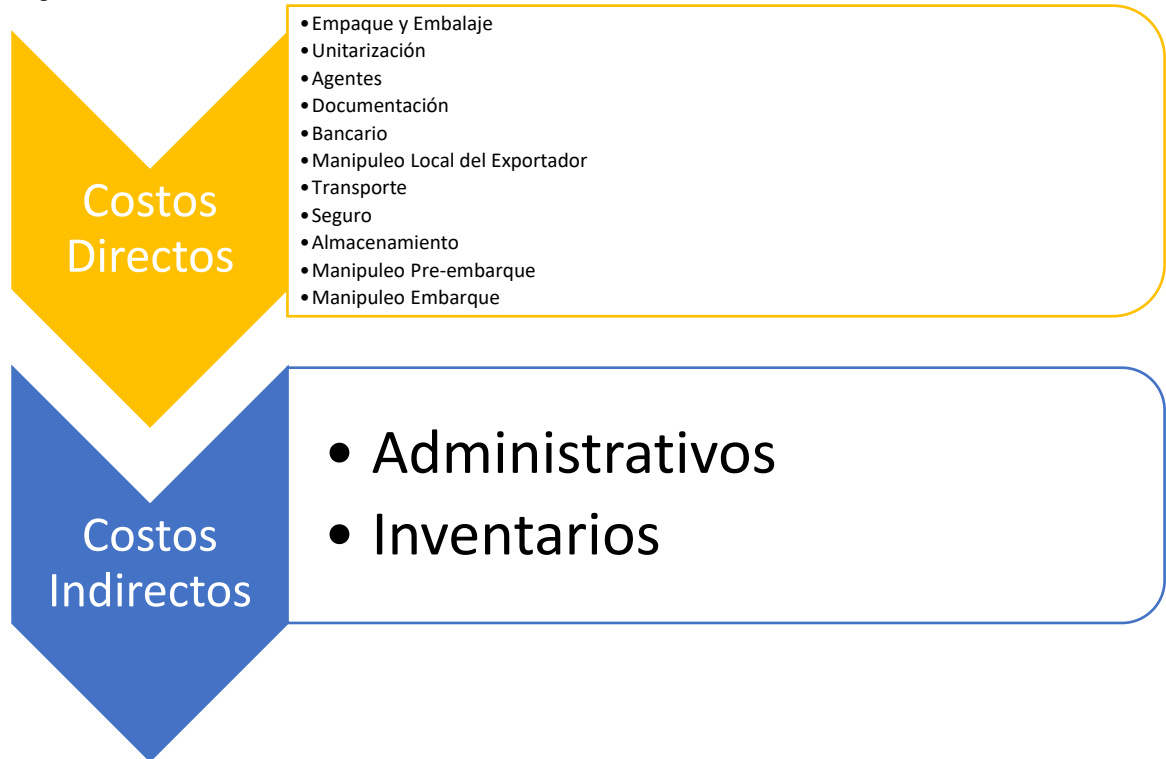 Costos
Directos
•Empaque y Embalaje
•Unitarización
•Agentes
•Documentación
•Bancario
•Manipuleo Local del Exportador
•Transporte
•Seguro
•Almacenamiento
•Manipuleo Pre-embarque
•Manipuleo Embarque
Costos
Indirectos
• Administrativos
• Inventarios